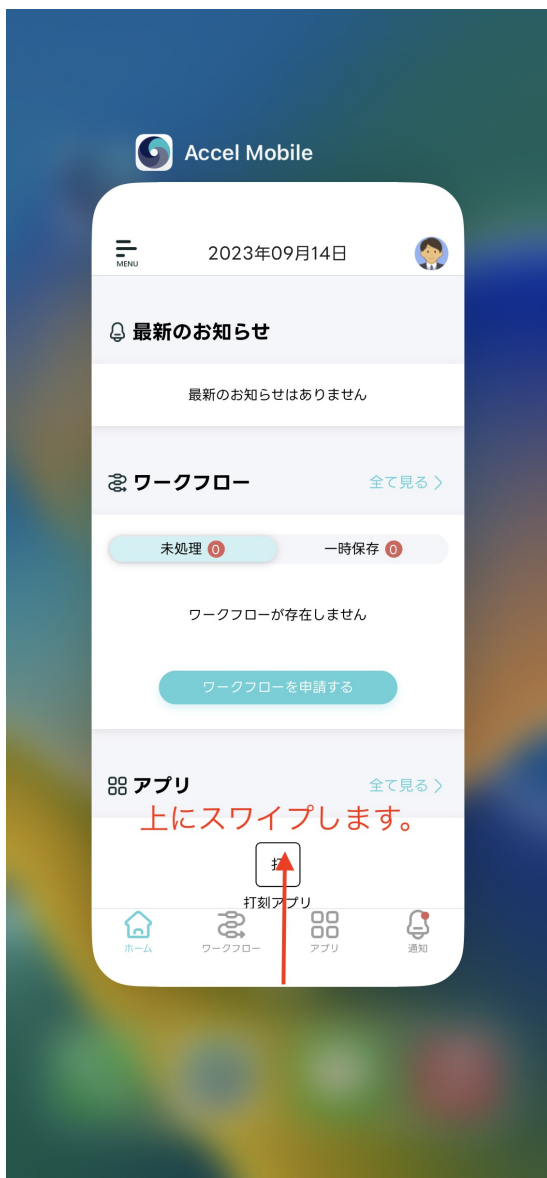 Accel Mobile
MENU
2023年09月14日
最新のお知らせ
最新のお知らせはありません
ワークフロー
全て見る
未処理 0
一時保存 0
ワークフローが存在しません
ワークフローを申請する
アプリ
全て見る
上にスワイプします。
打刻アプリ
ホーム
ワークフロー
アプリ
通知